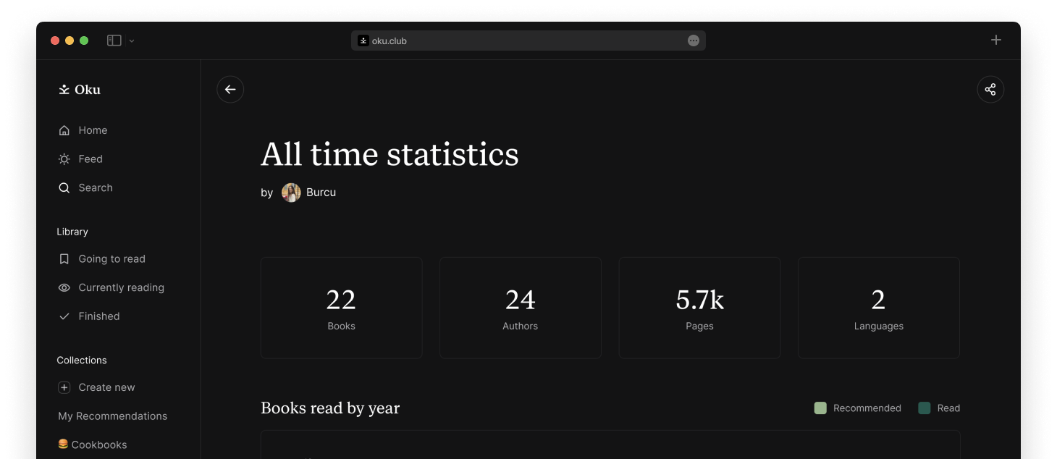 oku.club
Oku
Home
Feed
Search
Library
Going to read
Currently reading
Finished
Collections
Create new
My Recommendations
Cookbooks
All time statistics
by Burcu
22
Books
24
Authors
5.7k
Pages
2
Languages
Books read by year
Recommended
Read